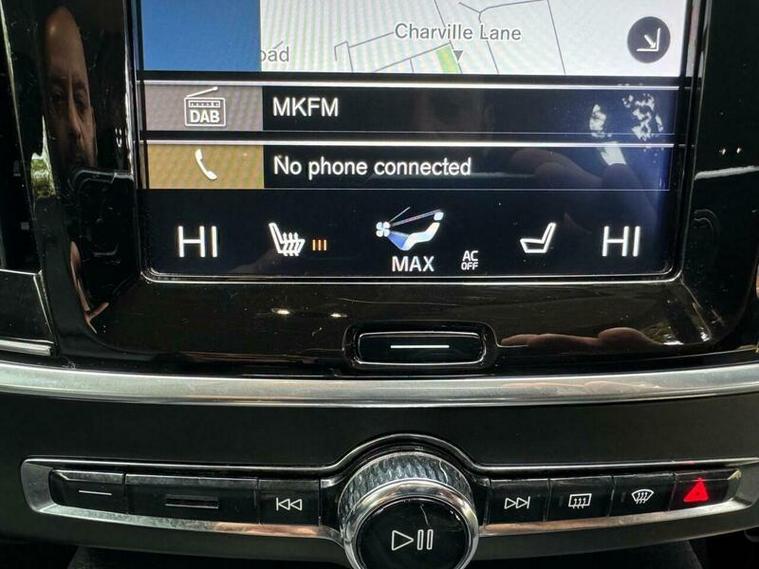 Charville Lane
oad
DAB
MKFM
No phone connected
HI
MAX
AC
OFF
HI